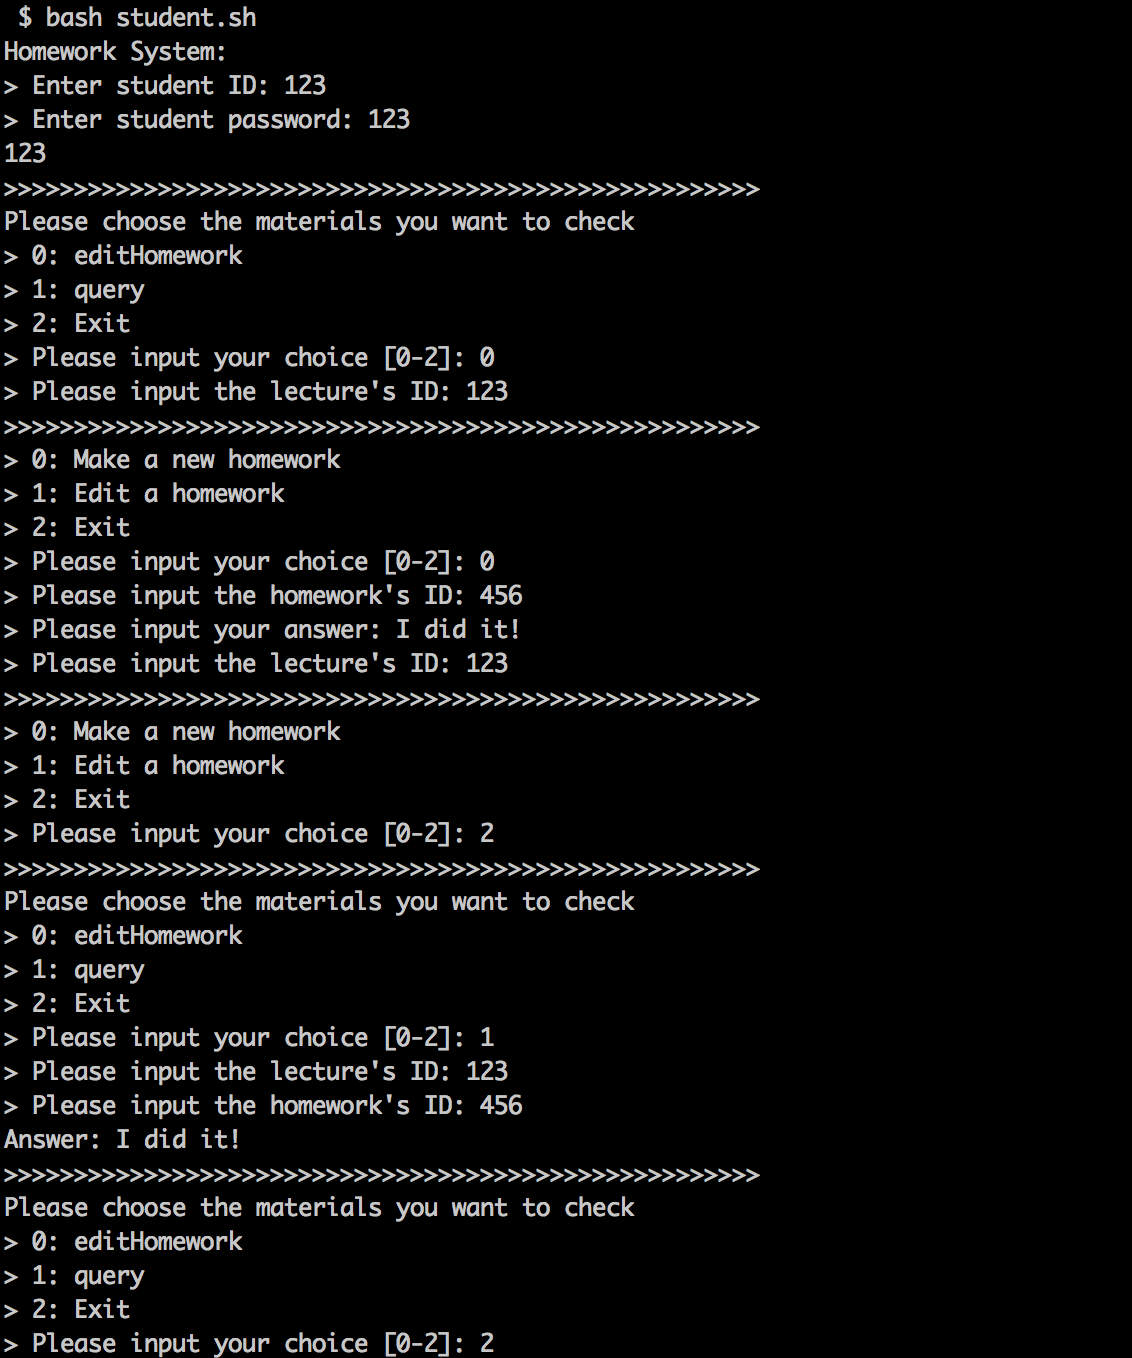 $ bash student.sh
Homework System:
> Enter student ID: 123
> Enter student password: 123
123
>>>>>>>>>>>>>>>>>>>>>>>>>>>>>>>>>>>>>>>>>>>>>>>>>>>>>>
Please choose the materials you want to check
> 0: editHomework
> 1: query
> 2: Exit
> Please input your choice [0-2]: 0
> Please input the lecture's ID: 123
>>>>>>>>>>>>>>>>>>>>>>>>>>>>>>>>>>>>>>>>>>>>>>>>>>>>>>
> 0: Make a new homework
> 1: Edit a homework
> 2: Exit
> Please input your choice [0-2]: 0
> Please input the homework's ID: 456
> Please input your answer: I did it!
> Please input the lecture's ID: 123
>>>>>>>>>>>>>>>>>>>>>>>>>>>>>>>>>>>>>>>>>>>>>>>>>>>>>>
> 0: Make a new homework
> 1: Edit a homework
> 2: Exit
> Please input your choice [0-2]: 2
>>>>>>>>>>>>>>>>>>>>>>>>>>>>>>>>>>>>>>>>>>>>>>>>>>>>>>
Please choose the materials you want to check
> 0: editHomework
> 1: query
> 2: Exit
> Please input your choice [0-2]: 1
> Please input the lecture's ID: 123
> Please input the homework's ID: 456
Answer: I did it!
>>>>>>>>>>>>>>>>>>>>>>>>>>>>>>>>>>>>>>>>>>>>>>>>>>>>>>
Please choose the materials you want to check
> 0: editHomework
> 1: query
> 2: Exit
> Please input your choice [0-2]: 2